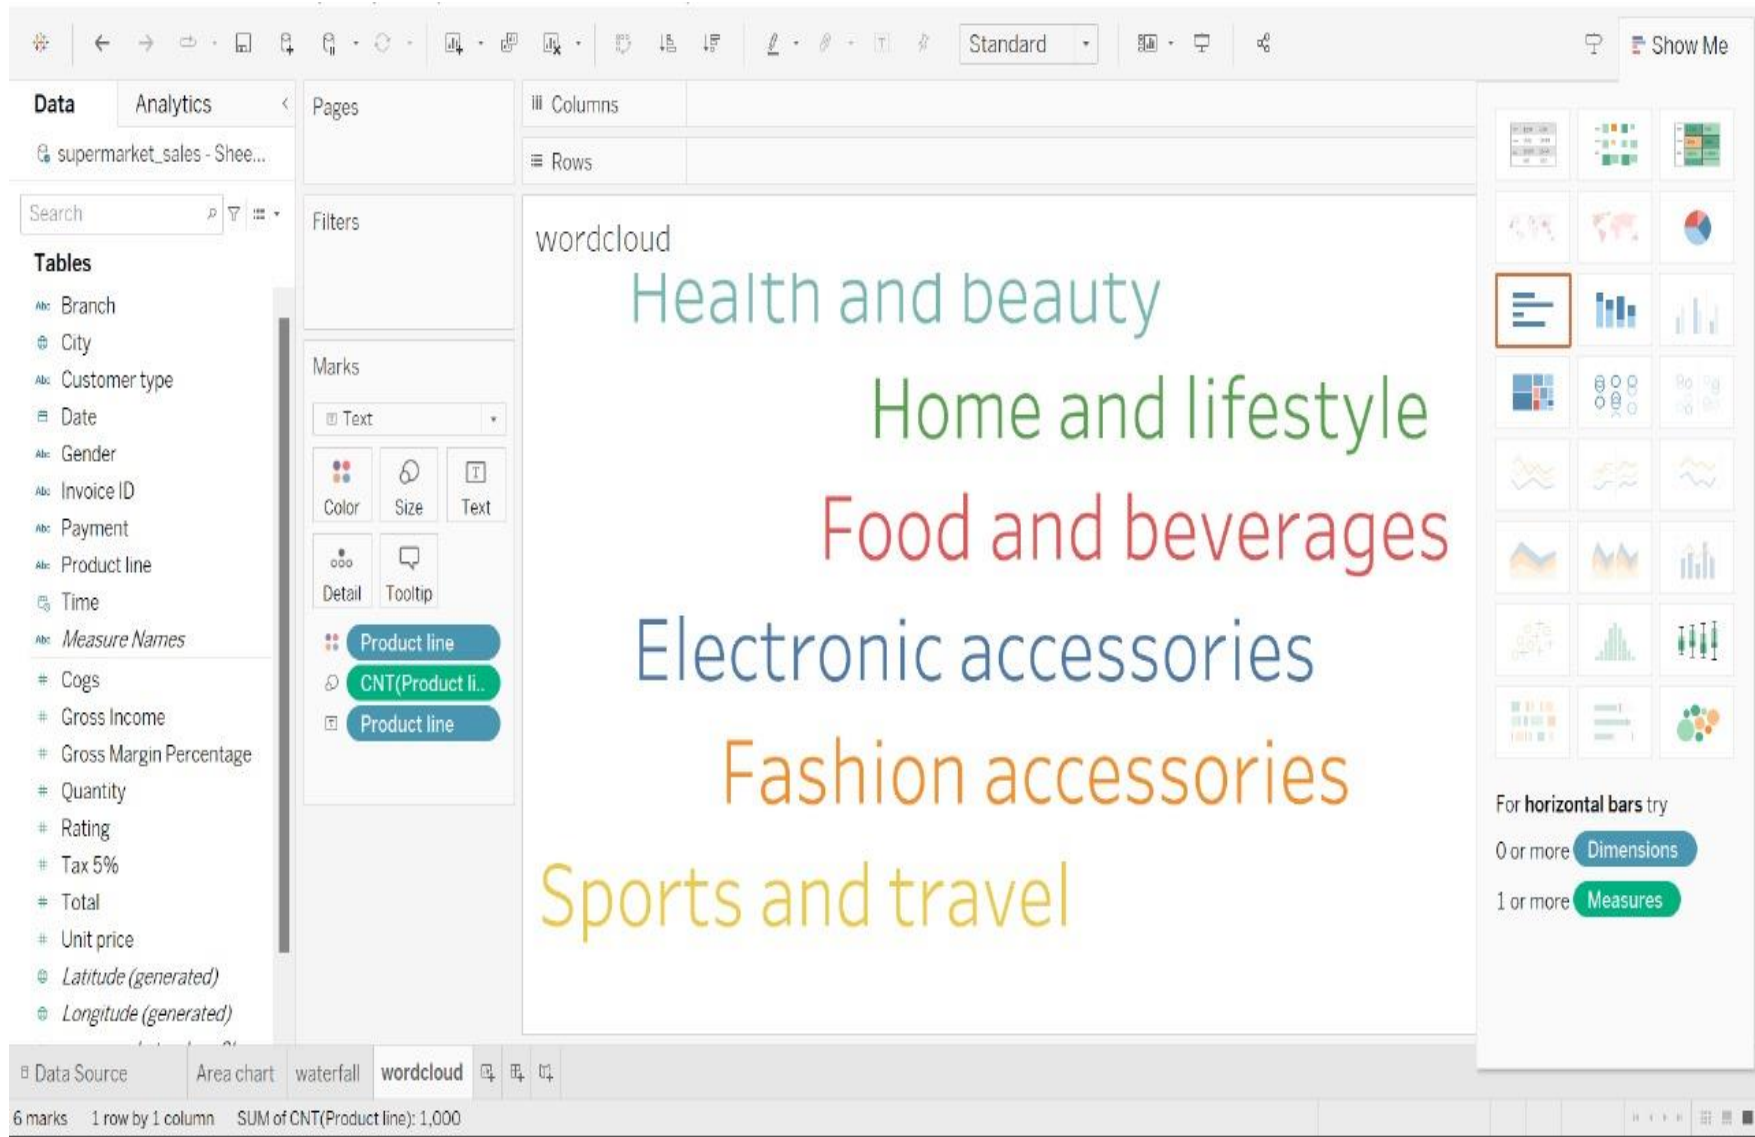 Standard
Show Me
Data
Analytics
Pages
Columns
supermarket_sales - Shee...
Rows
Search
Filters
Tables
Branch
City
Customer type
Date
Gender
Invoice ID
Payment
Product line
Time
Measure Names
Cogs
Gross Income
Gross Margin Percentage
Quantity
Rating
Tax 5%
Total
Unit price
Latitude (generated)
Longitude (generated)
Marks
Text
Color
Size
Text
Detail
Tooltip
Product line
CNT(Product li..
Product line
wordcloud
Health and beauty
Home and lifestyle
Food and beverages
Electronic accessories
Fashion accessories
Sports and travel
For horizontal bars try
0 or more Dimensions
1 or more Measures
Data Source
Area chart
waterfall
wordcloud
6 marks
1 row by 1 column
SUM of CNT(Product line): 1,000